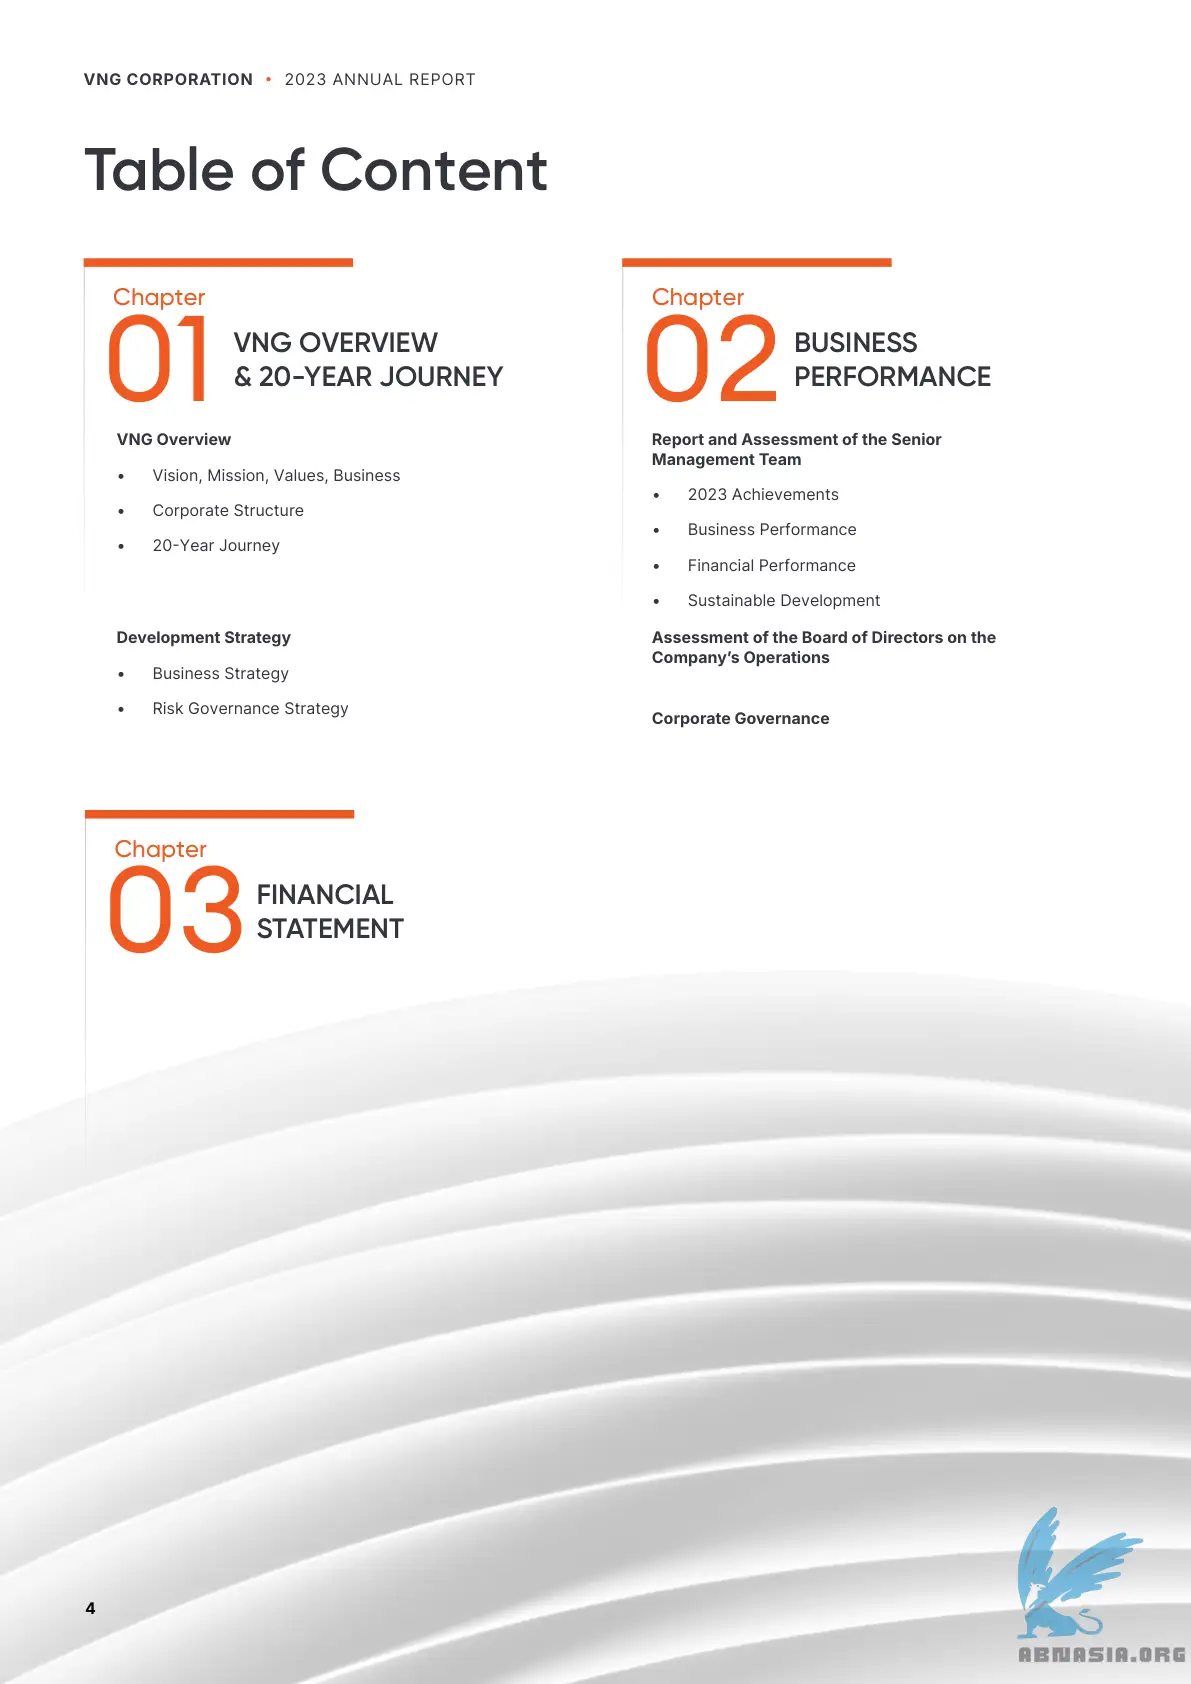 VNG CORPORATION • 2023 ANNUAL REPORT
Table of Content
Chapter
01
VNG OVERVIEW
& 20-YEAR JOURNEY
VNG Overview
• Vision, Mission, Values, Business
• Corporate Structure
• 20-Year Journey
Development Strategy
• Business Strategy
• Risk Governance Strategy
Chapter
02
BUSINESS
PERFORMANCE
Report and Assessment of the Senior
Management Team
• 2023 Achievements
• Business Performance
• Financial Performance
• Sustainable Development
Assessment of the Board of Directors on the
Company’s Operations
Corporate Governance
Chapter
03
FINANCIAL
STATEMENT
4
ABNASIA.ORG